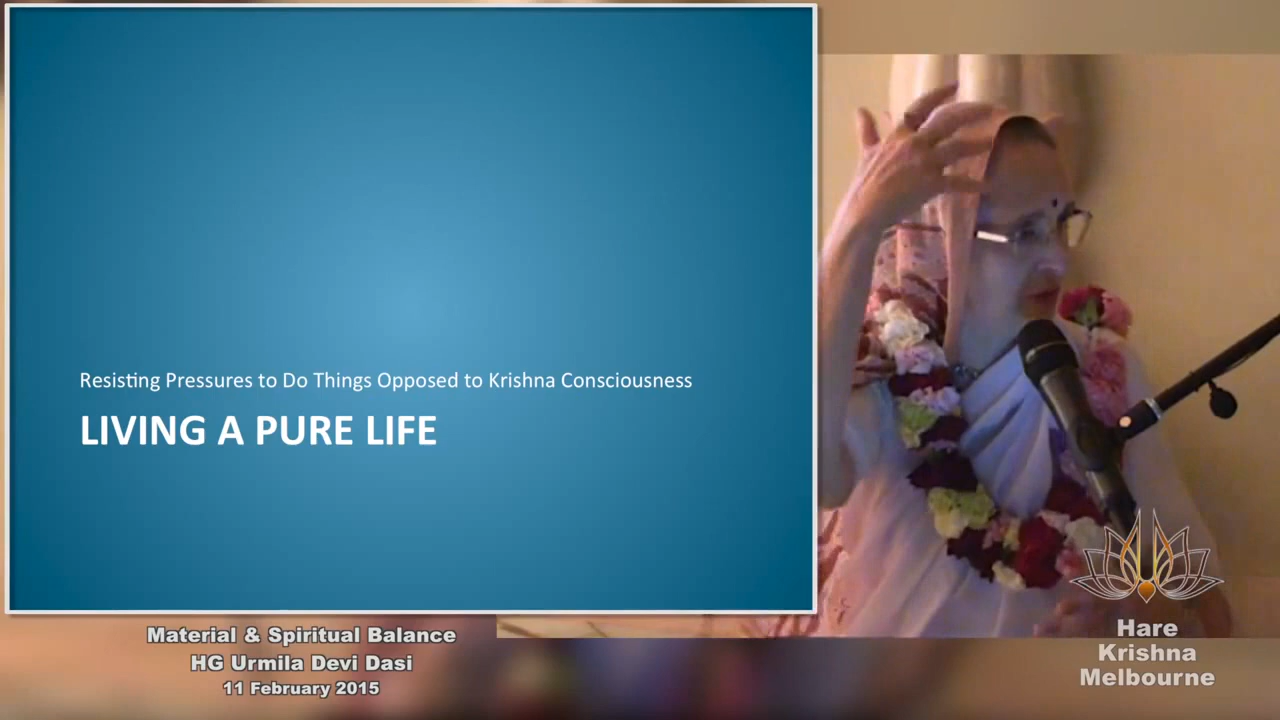 Resisting Pressures to Do Things Opposed to Krishna Consciousness
LIVING A PURE LIFE
Material & Spiritual Balance
HG Urmila Devi Dasi
11 February 2015
Hare
Krishna
Melbourne